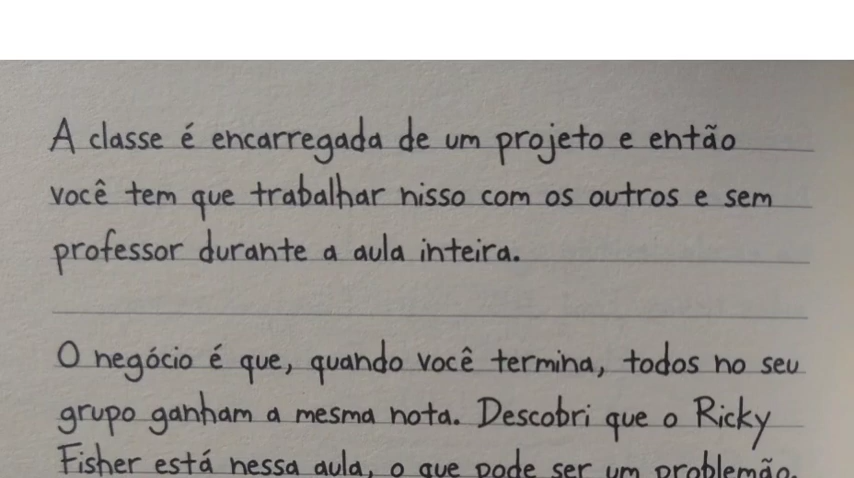 A classe é encarregada de um projeto e então
você tem que trabalhar nisso com os outros e sem
professor durante a aula inteira.
O negócio é que, quando você termina, todos no seu
grupo ganham a mesma nota. Descobri que o Ricky
Fisher está nessa aula, o que pode ser um problemão.